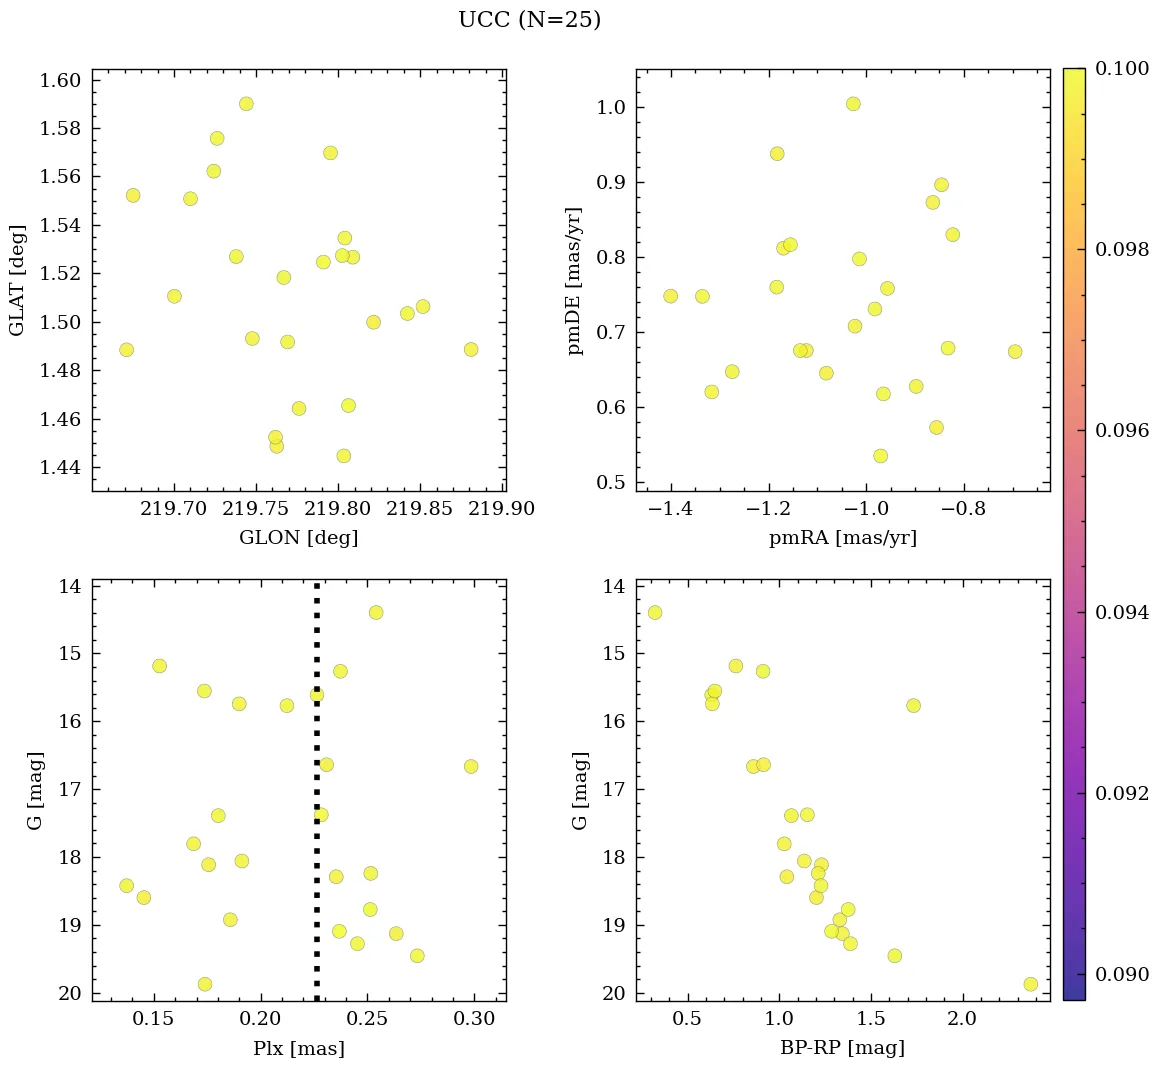 UCC (N=25)
1.60
1.58
1.56
1.54
1.52
1.50
1.48
1.46
1.44
GLAT [deg]
219.70 219.75 219.80 219.85 219.90
GLON [deg]
1.0
0.9
0.8
0.7
0.6
0.5
pmDE [mas/yr]
−1.4 −1.2 −1.0 −0.8
pmRA [mas/yr]
0.100
0.098
0.096
0.094
0.092
0.090
14
15
16
17
18
19
20
G [mag]
0.15 0.20 0.25 0.30
Plx [mas]
14
15
16
17
18
19
20
G [mag]
0.5 1.0 1.5 2.0
BP-RP [mag]